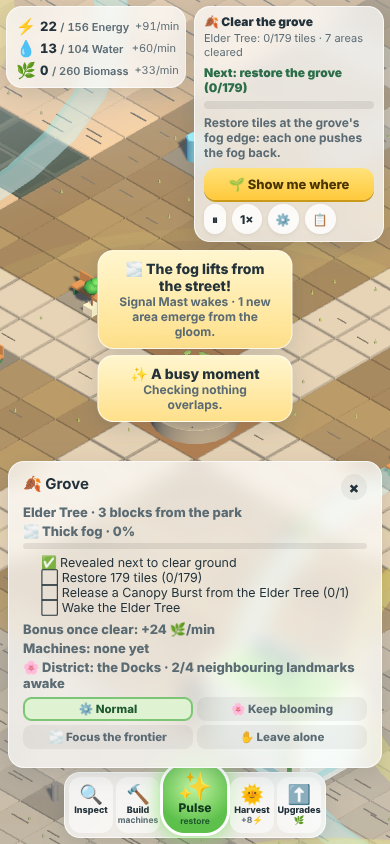 ⚡ 22 / 156 Energy +91/min
💧 13 / 104 Water +60/min
🌿 0 / 260 Biomass +33/min
🍂 Clear the grove
Elder Tree: 0/179 tiles · 7 areas
cleared
Next: restore the grove
(0/179)
Restore tiles at the grove's
fog edge: each one pushes
the fog back.
🌱 Show me where
⏸ 1× ⚙️ 📋
🌫️ The fog lifts from
the street!
Signal Mast wakes · 1 new
area emerge from the
gloom.
✨ A busy moment
Checking nothing
overlaps.
🍂 Grove
✖
Elder Tree · 3 blocks from the park
🌫️ Thick fog · 0%
✅ Revealed next to clear ground
⬜ Restore 179 tiles (0/179)
⬜ Release a Canopy Burst from the Elder Tree (0/1)
⬜ Wake the Elder Tree
Bonus once clear: +24 🌿/min
Machines: none yet
🌸 District: the Docks · 2/4 neighbouring landmarks
awake
⚙️ Normal
🌸 Keep blooming
🌫️ Focus the frontier
✋ Leave alone
🔍 Inspect
🔨 Build
machines
✨ Pulse
restore
🌞 Harvest
+8⚡
⬆️ Upgrades
🌿